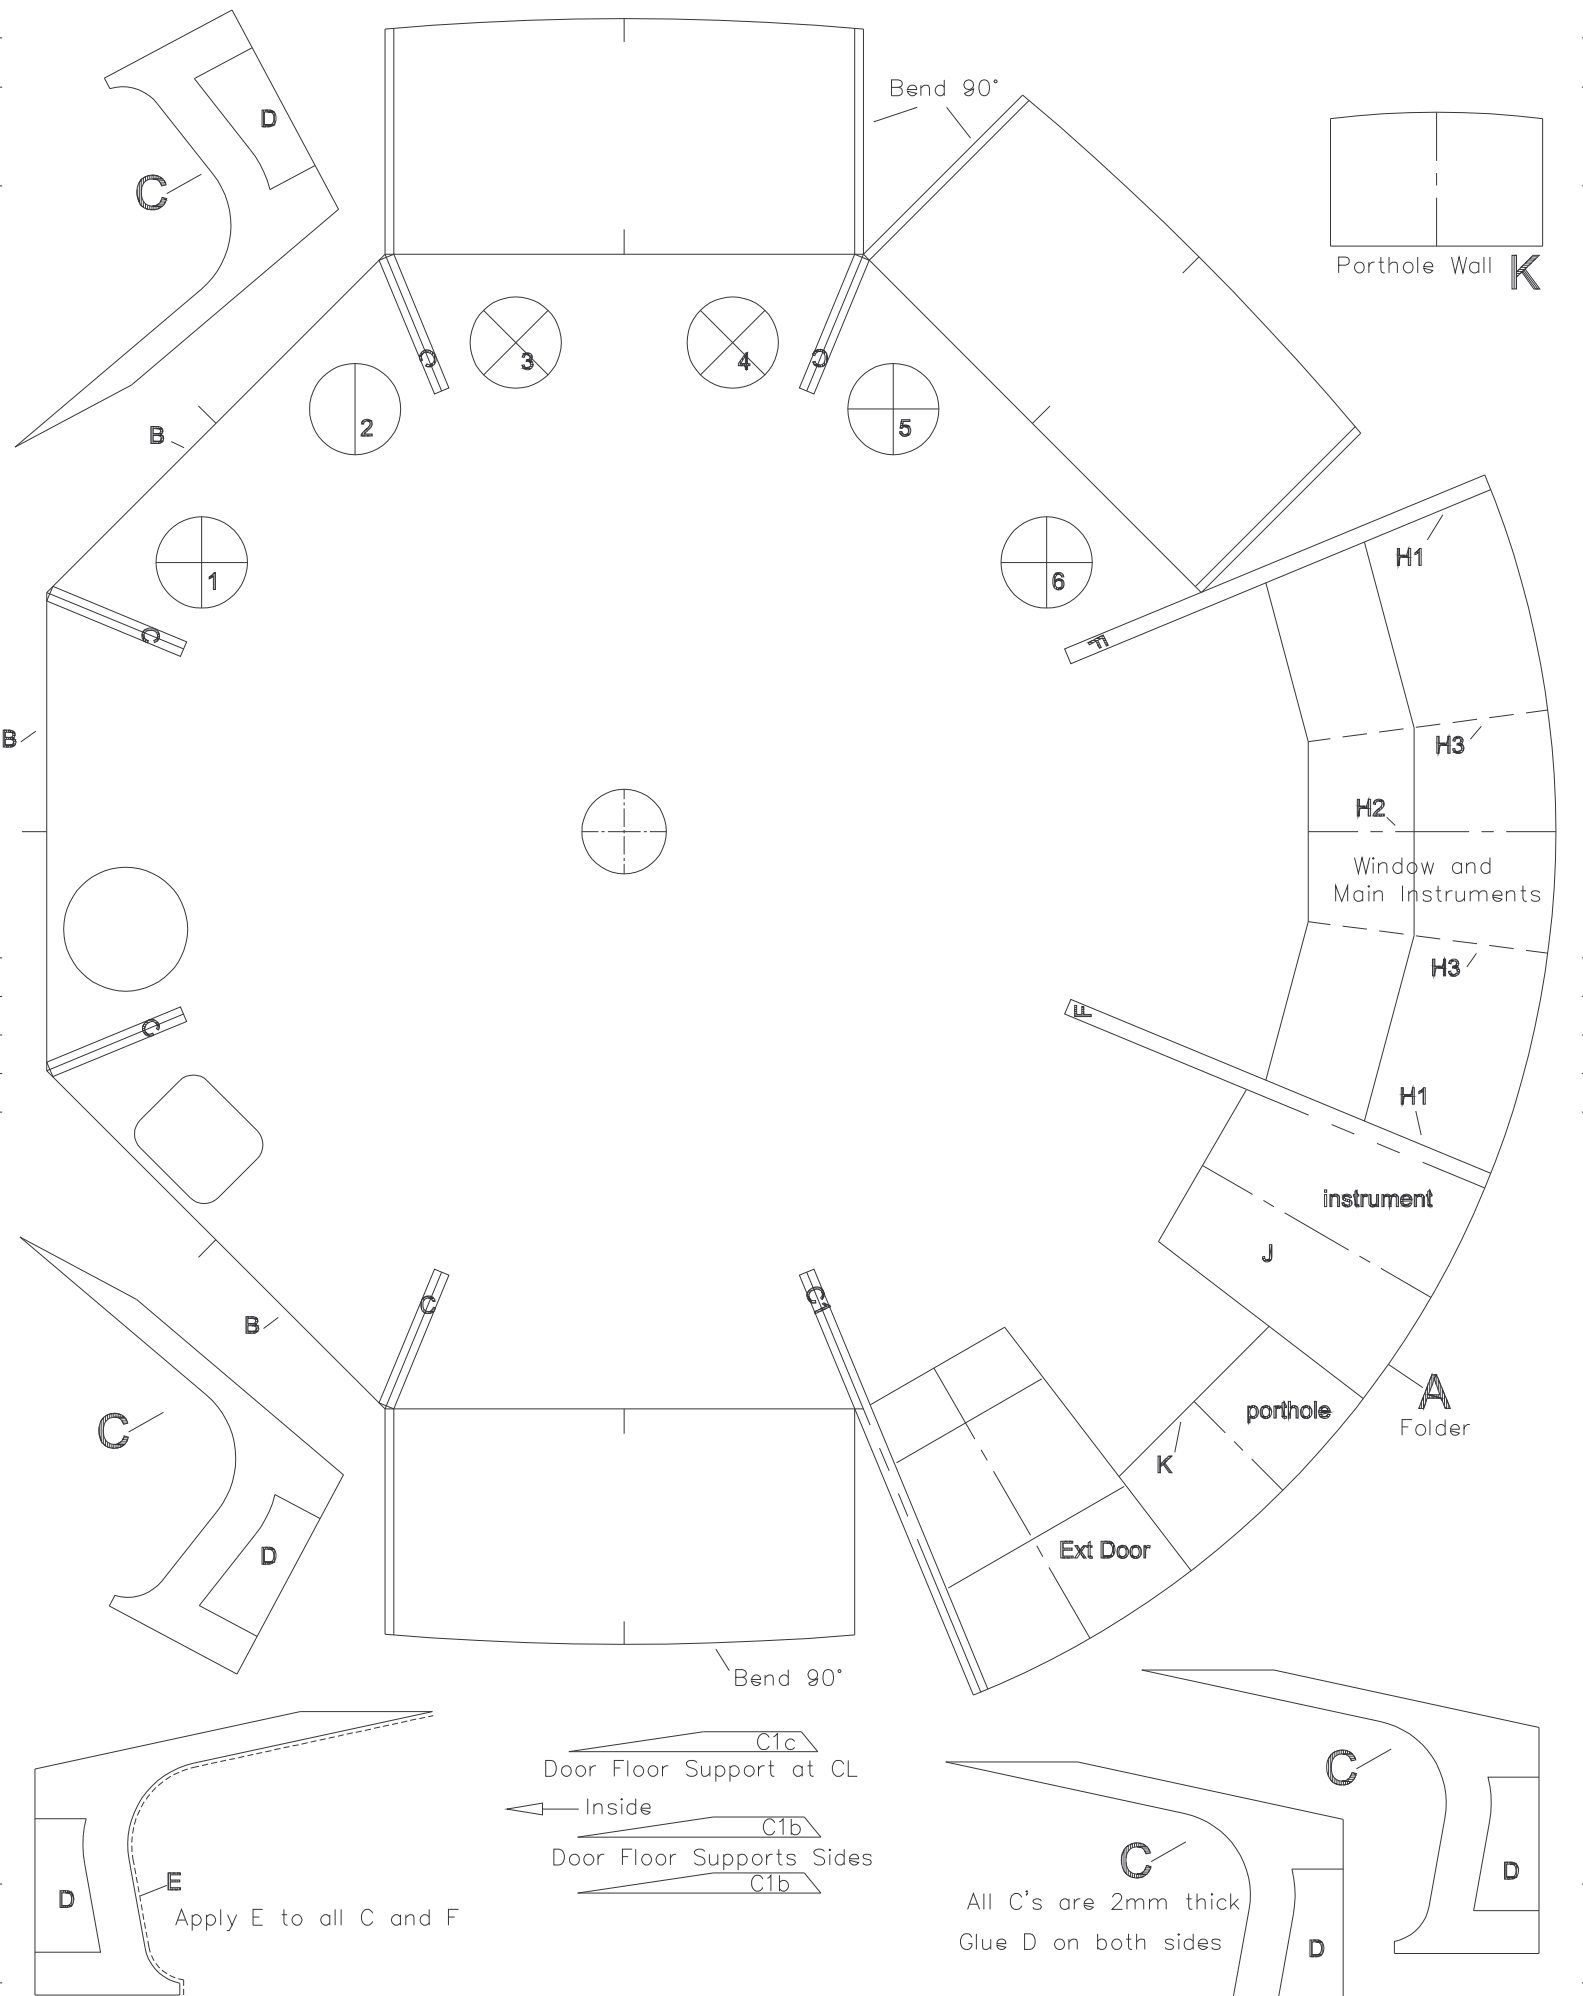 Bend 90°
D
C
Porthole Wall K
3
4
C
C
B
2
5
H1
1
6
C
F
B
H3
H2
Window and
Main Instruments
H3
F
C
H1
instrument
J
C
C1
B
A
Folder
porthole
C
K
Ext Door
D
Bend 90°
C1c
Door Floor Support at CL
C
Inside
C1b
Door Floor Supports Sides
C
D
E
C1b
D
All C's are 2mm thick
Apply E to all C and F
Glue D on both sides
D